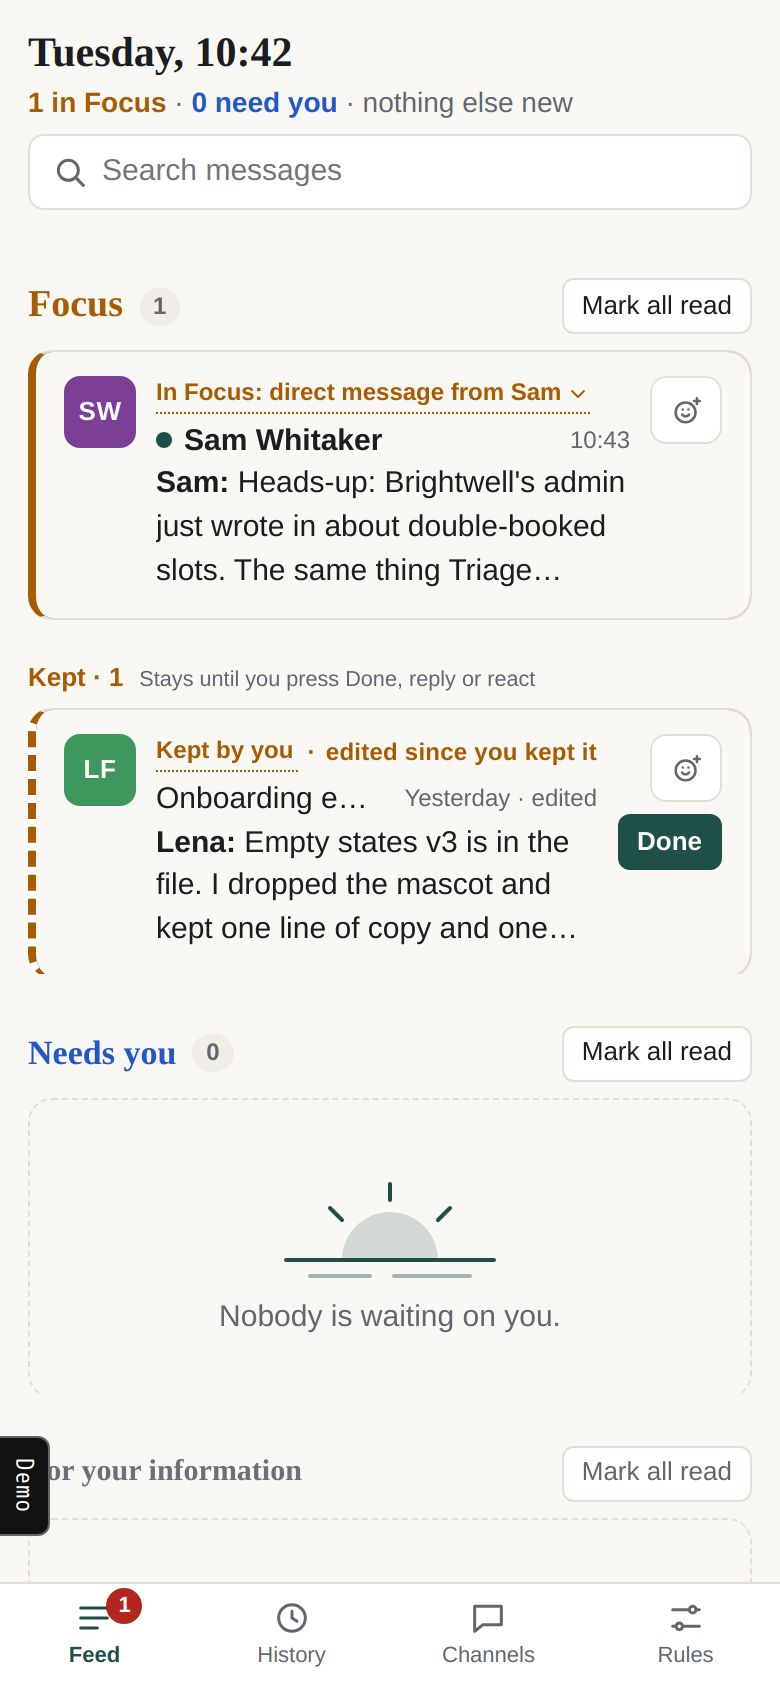 Tuesday, 10:42
1 in Focus · 0 need you · nothing else new
Search messages
Focus 1 Mark all read
SW In Focus: direct message from Sam
Sam Whitaker 10:43
Sam: Heads-up: Brightwell's admin
just wrote in about double-booked
slots. The same thing Triage…
Kept · 1 Stays until you press Done, reply or react
LF Kept by you · edited since you kept it
Onboarding e… Yesterday · edited
Lena: Empty states v3 is in the
file. I dropped the mascot and
kept one line of copy and one…
Done
Needs you 0 Mark all read
Nobody is waiting on you.
Demo
or your information Mark all read
1
Feed History Channels Rules